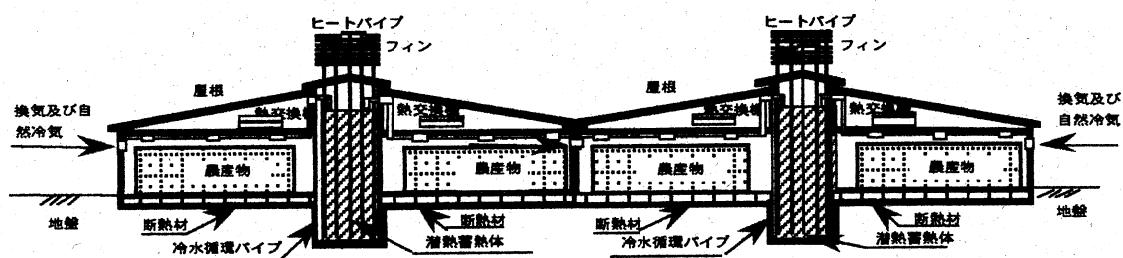 ヒートパイプ
フィン
屋根
換気及び自
然冷気
熱交換機
熱交換機
農産物
農産物
地盤
断熱材
断熱材
冷水循環パイプ
潜熱蓄熱体
ヒートパイプ
フィン
屋根
換気及び
自然冷気
熱交換機
熱交換
農産物
農産物
断熱材
断熱材
地盤
冷水循環パイプ
潜熱蓄熱体